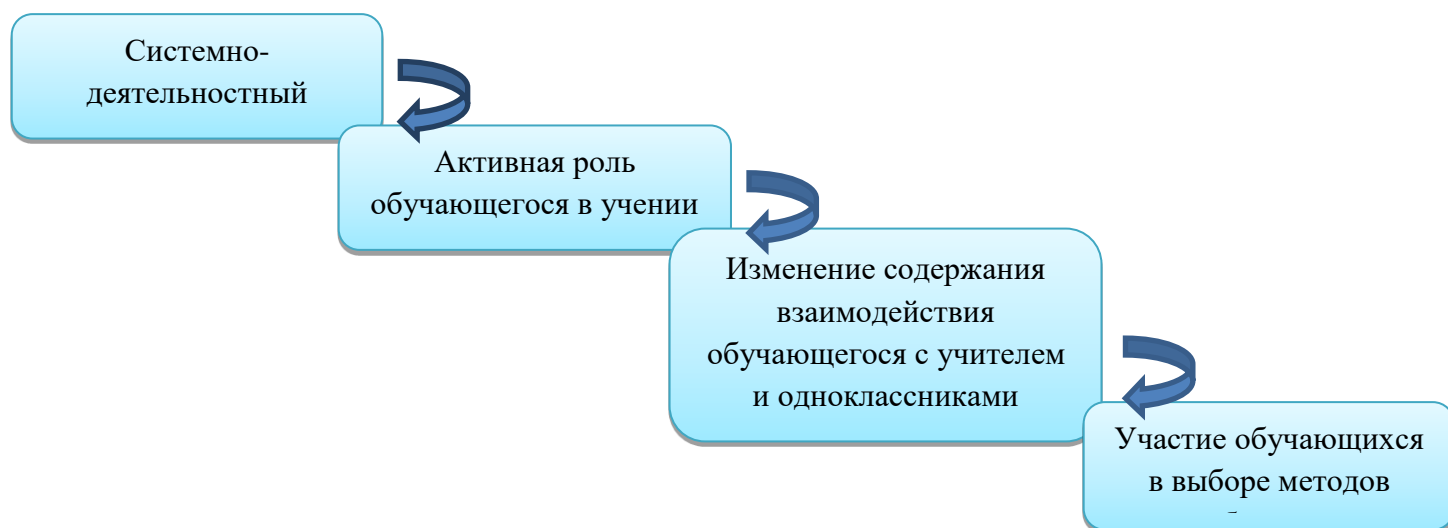 Системно-
деятельностный
Активная роль
обучающегося в учении
Изменение содержания
взаимодействия
обучающегося с учителем
и одноклассниками
Участие обучающихся
в выборе методов